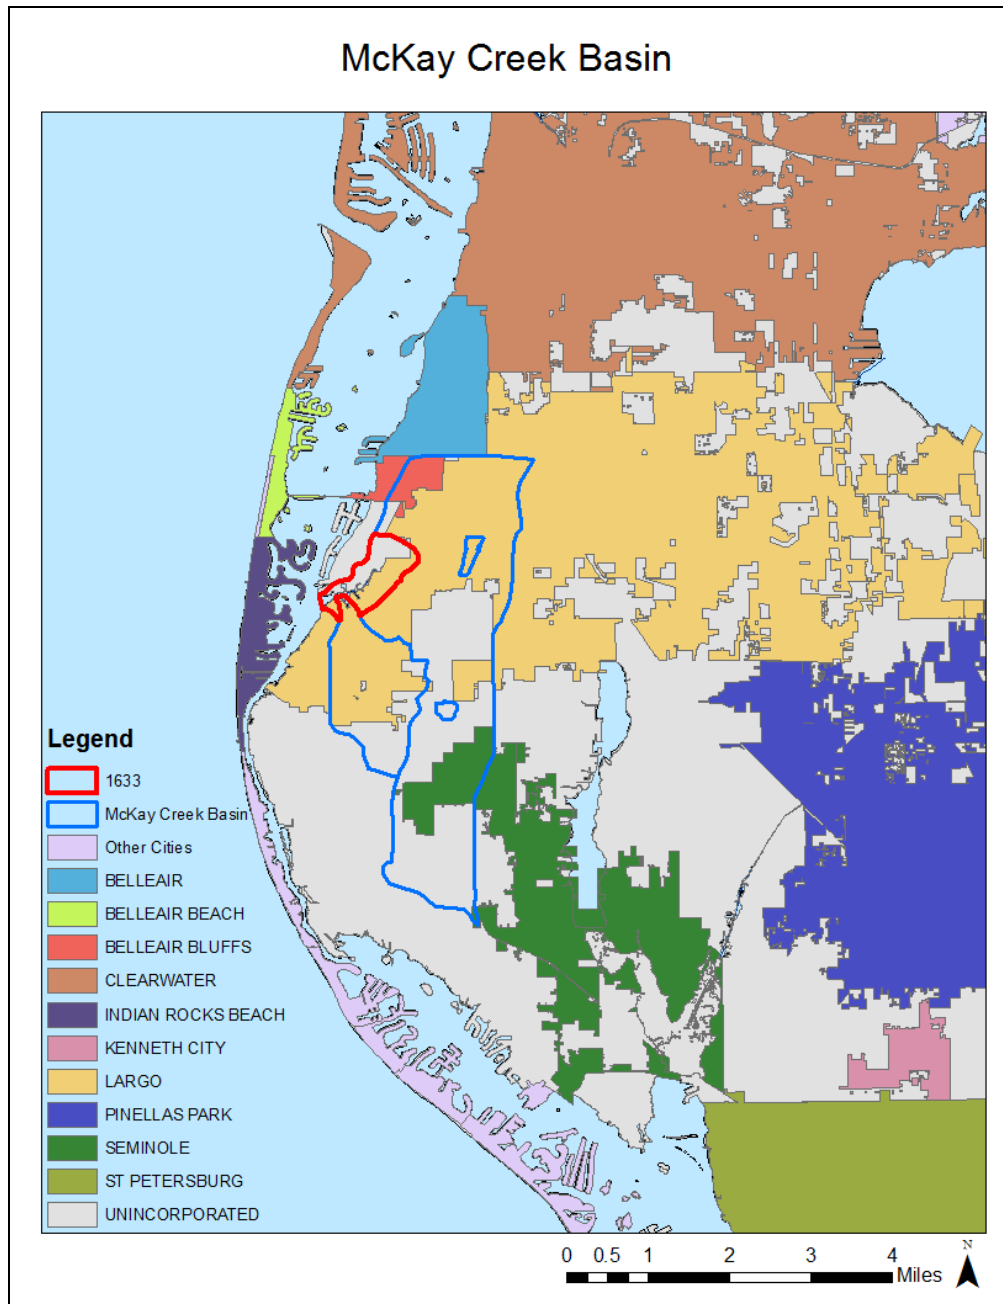 McKay Creek Basin
Legend
1633
McKay Creek Basin
Other Cities
BELLEAIR
BELLEAIR BEACH
BELLEAIR BLUFFS
CLEARWATER
INDIAN ROCKS BEACH
KENNETH CITY
LARGO
PINELLAS PARK
SEMINOLE
ST PETERSBURG
UNINCORPORATED
N
0 0.5 1 2 3 4
Miles